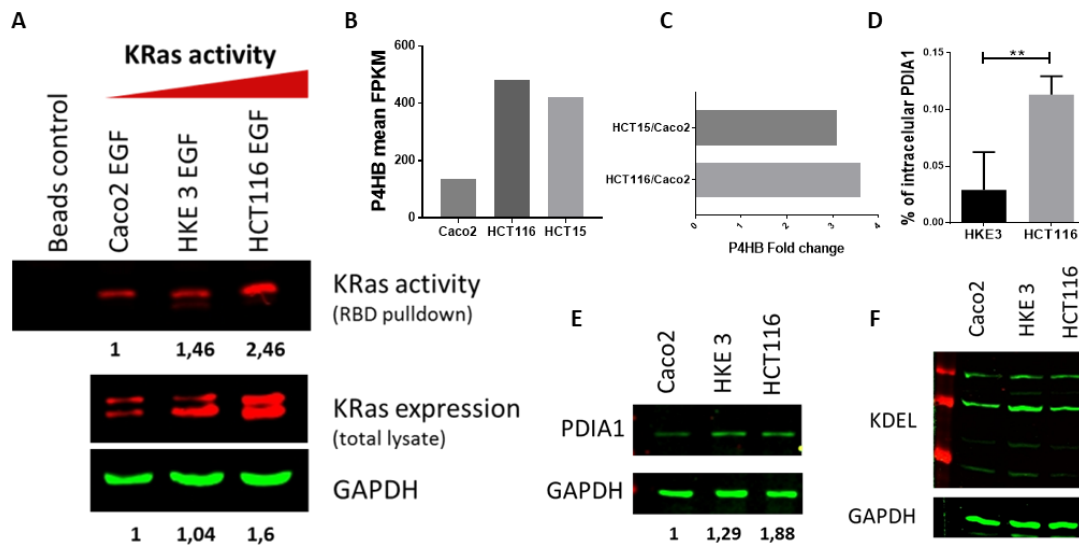 A
KRas activity
Beads control
Caco2 EGF
HKE 3 EGF
HCT116 EGF
KRas activity
(RBD pulldown)
1 1,46 2,46
KRas expression
(total lysate)
GAPDH
1 1,04 1,6
B
P4HB mean FPKM
600
400
200
0
Caco2 HCT116 HCT15
C
HCT15/Caco2
HCT116/Caco2
0 1 2 3 4
P4HB Fold change
D
% of intracelular PDIA1
0.15
0.10
0.05
0.00
**
HKE3 HCT116
E
Caco2
HKE 3
HCT116
PDIA1
GAPDH
1 1,29 1,88
F
Caco2
HKE 3
HCT116
KDEL
GAPDH